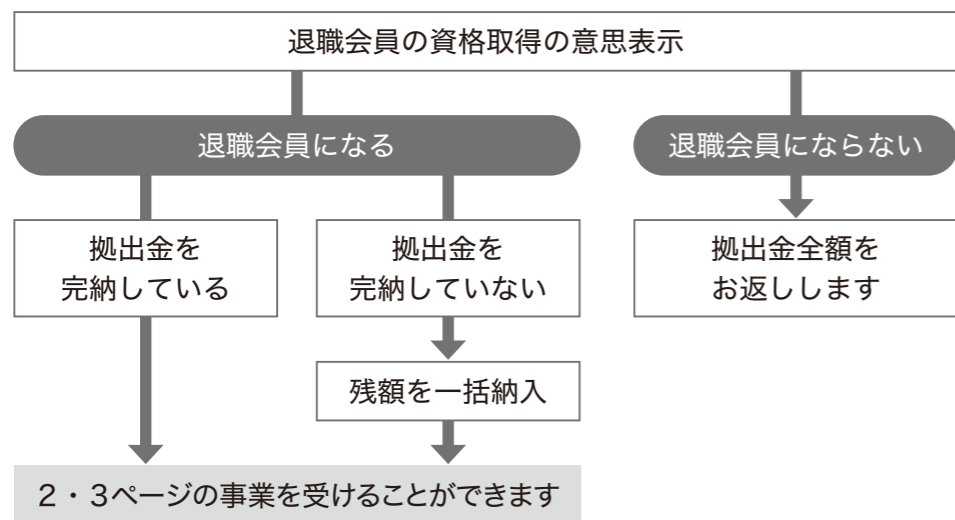 退職会員の資格取得の意思表示
退職会員になる
退職会員にならない
拠出金を
完納している
拠出金を
完納していない
拠出金全額を
お返しします
残額を一括納入
２・３ページの事業を受けることができます